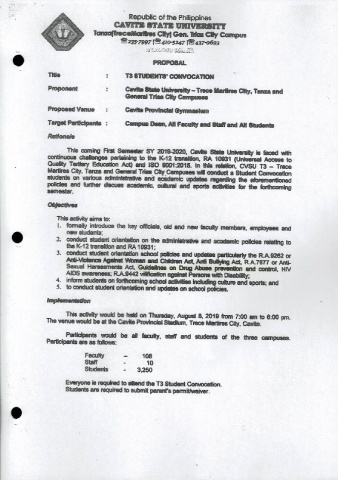 Republic of the Philippines
CAVITE STATE UNIVERSITY
Tanza|Trece Martires City| Gen. Trias City Campus
PROPOSAL
Title : T3 STUDENTS' CONVOCATION
Proponent : Cavite State University – Trece Martires City, Tanza and
General Trias City Campuses
Proposed Venue : Cavite Provincial Gymnasium
Target Participants : Campus Dean, All Faculty and Staff and All Students
Rationale
This coming First Semester SY 2019-2020, Cavite State University is faced with
continuous challenges pertaining to the K-12 transition, RA 10931 (Universal Access to
Quality Tertiary Education Act) and ISO 9001:2015. In this relation, CVSU T3 – Trece
Martires City, Tanza and General Trias City Campuses will conduct a Student Convocation
students on various administrative and academic updates regarding the aforementioned
policies and further discuss academic, cultural and sports activities for the forthcoming
semester.
Objectives
This activity aims to:
1. formally introduce the key officials, old and new faculty members, employees and
new students;
2. conduct student orientation on the administrative and academic policies relating to
the K-12 transition and RA 10931;
3. conduct student orientation school policies and updates particularly the R.A.9262 or
Anti-Violence Against Women and Children Act, Anti Bullying Act, R.A.7877 or Anti-
Sexual Harassments Act, Guidelines on Drug Abuse prevention and control, HIV
AIDS awareness; R.A.9442 vilification against Persons with Disability;
4. inform students on forthcoming school activities including culture and sports; and
5. to conduct student orientation and updates on school policies.
Implementation
This activity would be held on Thursday, August 8, 2019 from 7:00 am to 6:00 pm.
The venue would be at the Cavite Provincial Stadium, Trece Martires City, Cavite.
Participants would be all faculty, staff and students of the three campuses.
Participants are as follows:
Faculty – 108
Staff - 10
Students - 3,250
Everyone is required to attend the T3 Student Convocation.
Students are required to submit parent's permit/waiver.